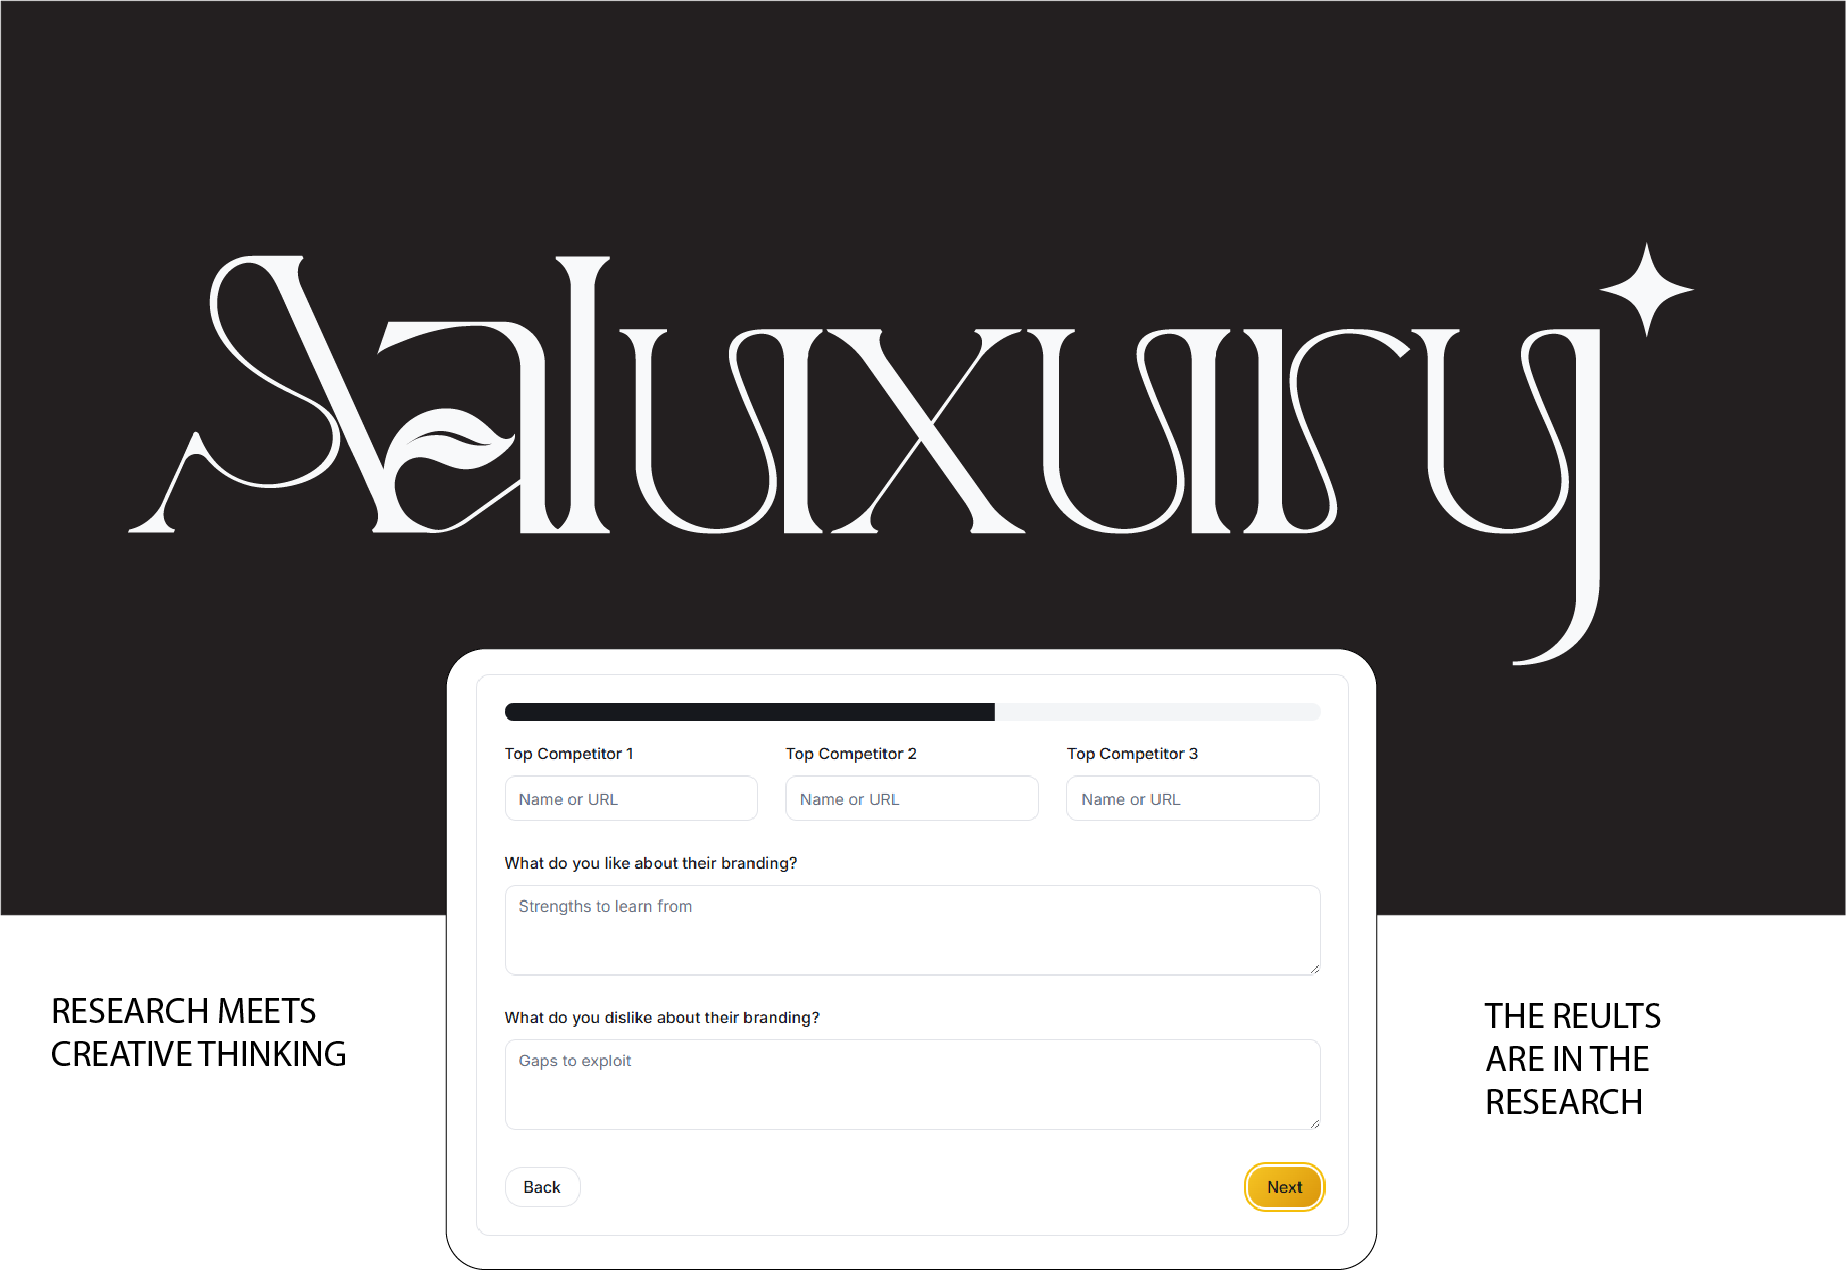 Saluxury
Top Competitor 1
Top Competitor 2
Top Competitor 3
Name or URL
Name or URL
Name or URL
What do you like about their branding?
Strengths to learn from
What do you dislike about their branding?
Gaps to exploit
Back
Next
RESEARCH MEETS
CREATIVE THINKING
THE REULTS
ARE IN THE
RESEARCH